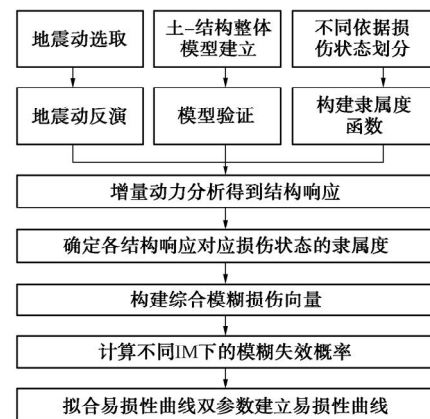 地震动选取
土-结构整体
模型建立
不同依据损
伤状态划分
地震动反演
模型验证
构建隶属度
函数
增量动力分析得到结构响应
确定各结构响应对应损伤状态的隶属度
构建综合模糊损伤向量
计算不同IM下的模糊失效概率
拟合易损性曲线双参数建立易损性曲线